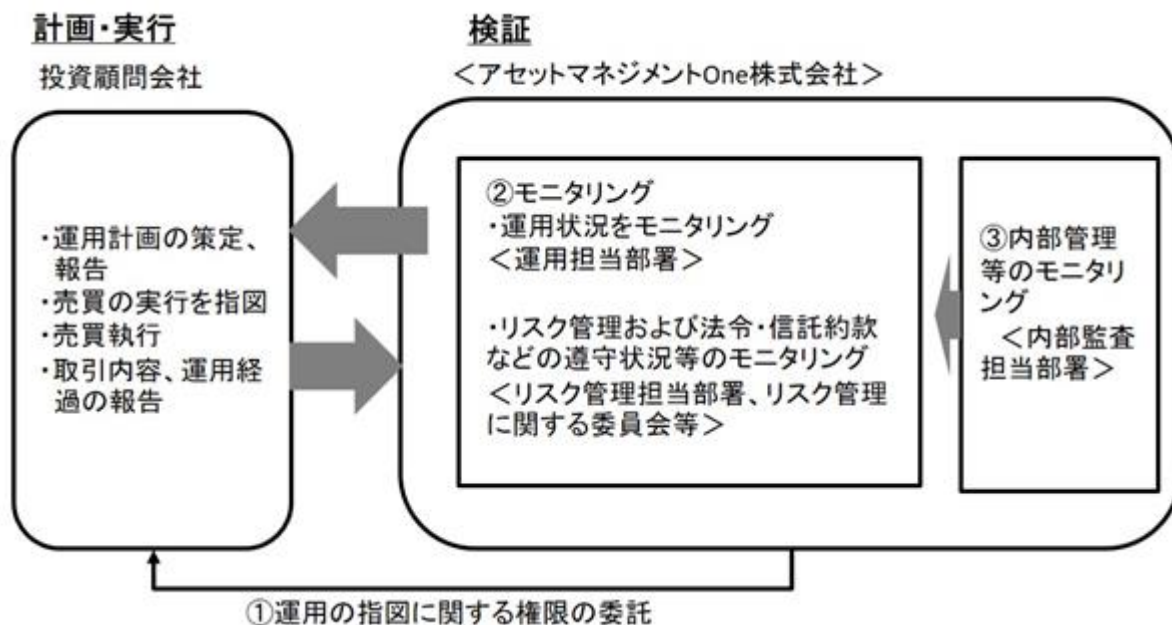 計画・実行
投資顧問会社
・運用計画の策定、
報告
・売買の実行を指図
・売買執行
・取引内容、運用経
過の報告
検証
＜アセットマネジメントOne株式会社＞
②モニタリング
・運用状況をモニタリング
＜運用担当部署＞
・リスク管理および法令・信託約款
などの遵守状況等のモニタリング
＜リスク管理担当部署、リスク管理
に関する委員会等＞
③内部管理
等のモニタリ
ング
＜内部監査
担当部署＞
①運用の指図に関する権限の委託